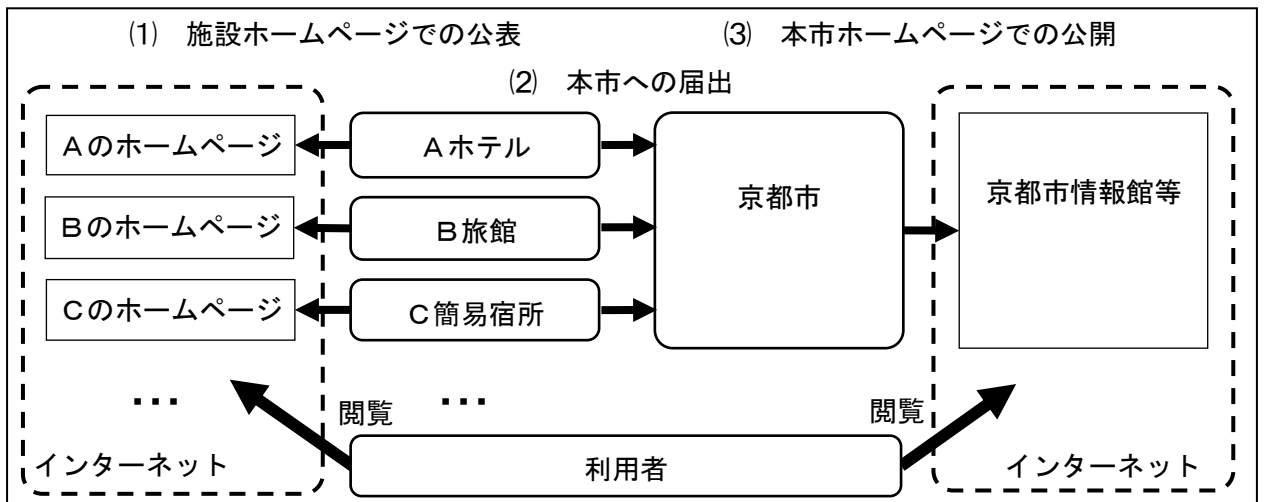 ⑴　施設ホームページでの公表
⑶　本市ホームページでの公開
⑵　本市への届出
Ａのホームページ
Ａホテル
京都市
京都市情報館等
Ｂのホームページ
Ｂ旅館
Ｃのホームページ
Ｃ簡易宿所
…
…
閲覧
閲覧
インターネット
利用者
インターネット